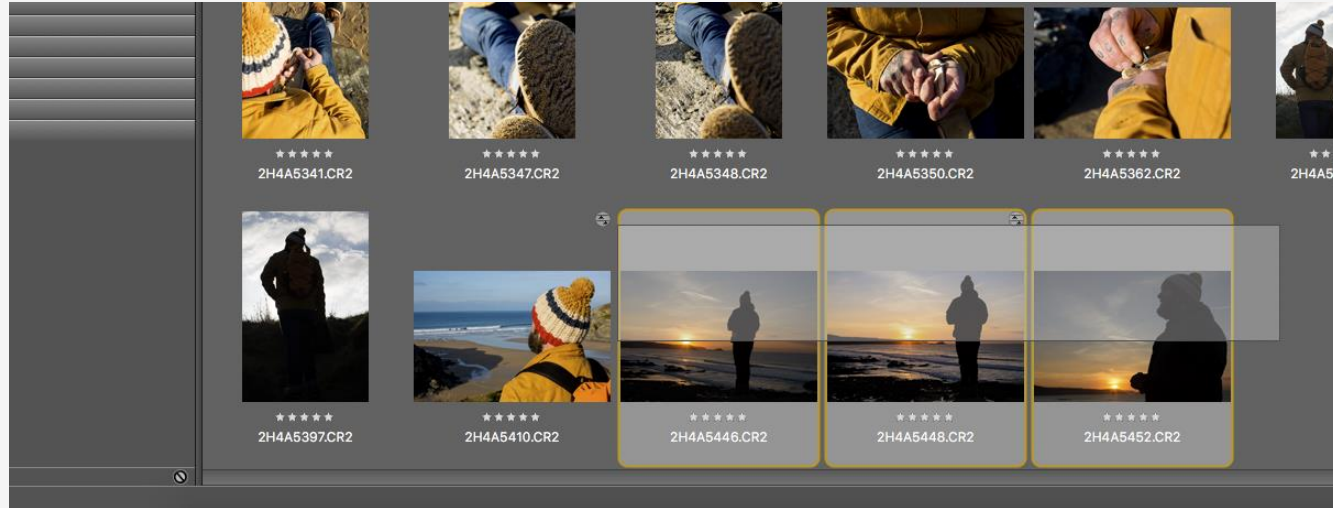 ★★★★★ ★★★★★ ★★★★★ ★★★★★ ★★★★★ ★★
2H4A5341.CR2 2H4A5347.CR2 2H4A5348.CR2 2H4A5350.CR2 2H4A5362.CR2 2H4A5
★★★★★ ★★★★★ ★★★★★ ★★★★★ ★★★★★
2H4A5397.CR2 2H4A5410.CR2 2H4A5446.CR2 2H4A5448.CR2 2H4A5452.CR2